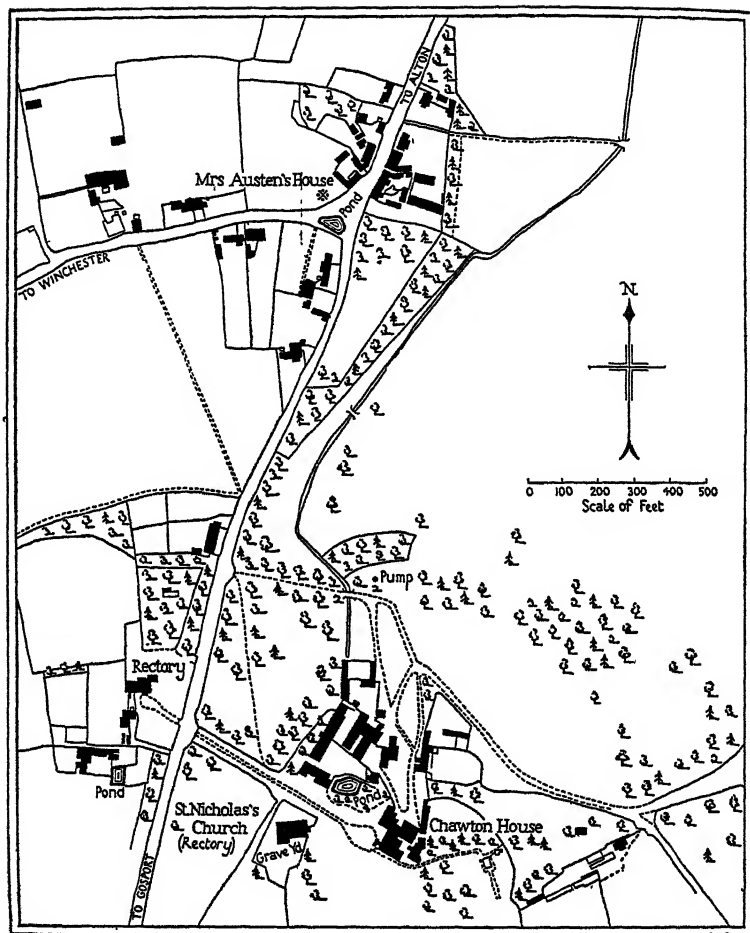 TO ALTON
Mrs Austen's House
Pond
TO WINCHESTER
N
0 100 200 300 400 500
Scale of Feet
Pump
Rectory
Pond
Pond
St Nicholas's
Church
(Rectory)
Grave Yd.
Chawton House
TO GOSPORT